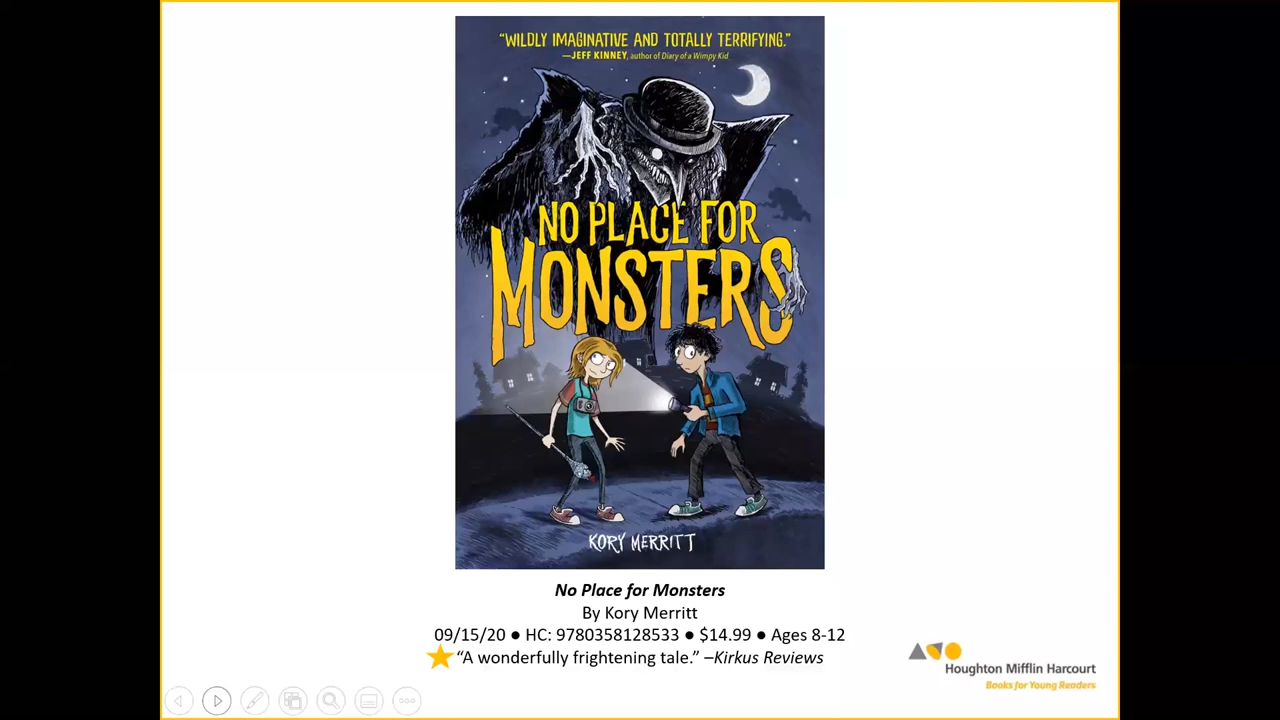 “WILDLY IMAGINATIVE AND TOTALLY TERRIFYING.”
—JEFF KINNEY, author of Diary of a Wimpy Kid
NO PLACE FOR
MONSTERS
KORY MERRITT
No Place for Monsters
By Kory Merritt
09/15/20 ● HC: 9780358128533 ● $14.99 ● Ages 8-12
“A wonderfully frightening tale.” –Kirkus Reviews
Houghton Mifflin Harcourt
Books for Young Readers